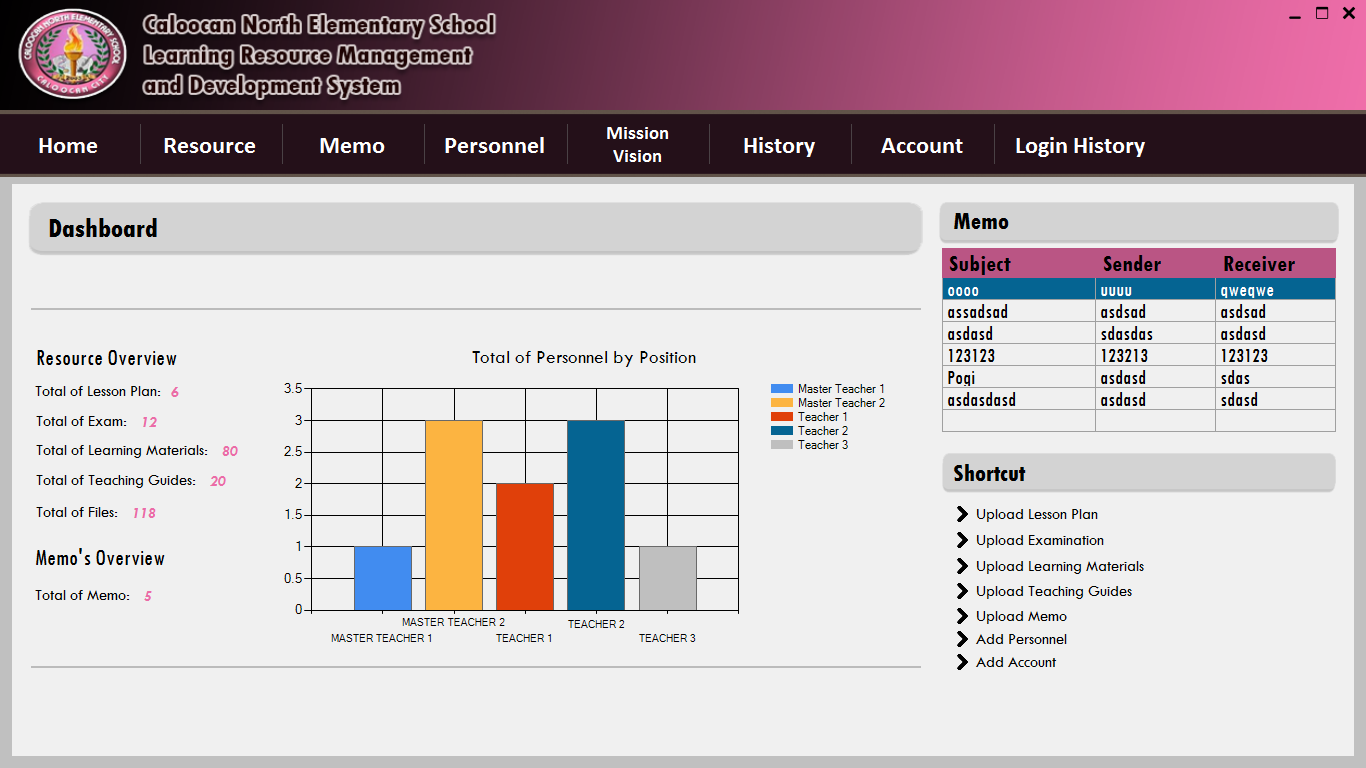 CALOOCAN NORTH ELEMENTARY SCHOOL
CALOOCAN CITY
Caloocan North Elementary School
Learning Resource Management
and Development System
Home
Resource
Memo
Personnel
Mission
Vision
History
Account
Login History
Dashboard
Resource Overview
Total of Lesson Plan: 6
Total of Exam: 12
Total of Learning Materials: 80
Total of Teaching Guides: 20
Total of Files: 118
Memo's Overview
Total of Memo: 5
Total of Personnel by Position
3.5
3
2.5
2
1.5
1
0.5
0
MASTER TEACHER 1
MASTER TEACHER 2
TEACHER 1
TEACHER 2
TEACHER 3
Master Teacher 1
Master Teacher 2
Teacher 1
Teacher 2
Teacher 3
Memo
Subject Sender Receiver
oooo uuuu qweqwe
assadsad asdsad asdsad
asdasd sdasdas asdasd
123123 123213 123123
Pogi asdasd sdas
asdasdasd asdasd sdasd
Shortcut
Upload Lesson Plan
Upload Examination
Upload Learning Materials
Upload Teaching Guides
Upload Memo
Add Personnel
Add Account